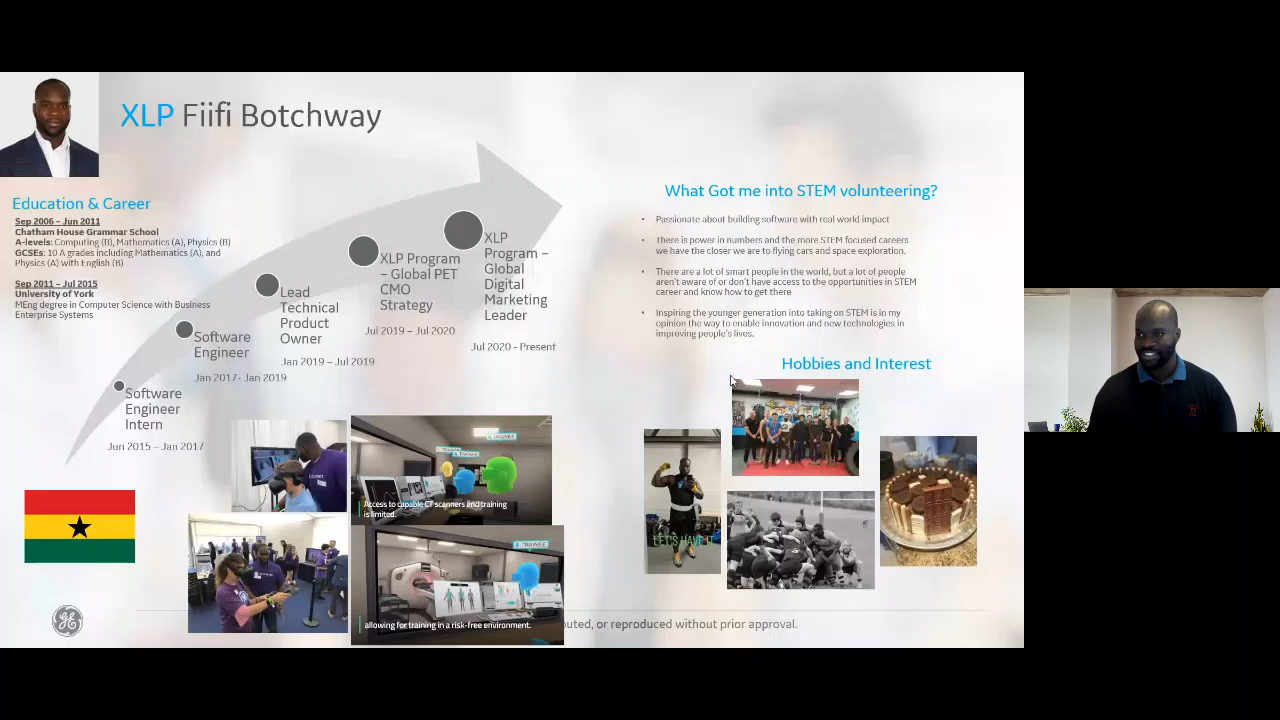 XLP Fiifi Botchway
Education & Career
Sep 2006 – Jun 2011
Chatham House Grammar School
A-levels: Computing (B), Mathematics (A), Physics (B)
GCSEs: 10 A grades including Mathematics (A), and
Physics (A) with English (B)
Sep 2011 – Jul 2015
University of York
MEng degree in Computer Science with Business
Enterprise Systems
Software
Engineer
Intern
Jun 2015 – Jan 2017
Software
Engineer
Jan 2017- Jan 2019
Lead
Technical
Product
Owner
Jan 2019 – Jul 2019
XLP Program
– Global PET
CMO
Strategy
Jul 2019 – Jul 2020
XLP
Program –
Global
Digital
Marketing
Leader
Jul 2020 - Present
What Got me into STEM volunteering?
• Passionate about building software with real world impact
• There is power in numbers and the more STEM focused careers
we have the closer we are to flying cars and space exploration.
• There are a lot of smart people in the world, but a lot of people
aren't aware of or don't have access to the opportunities in STEM
career and know how to get there
• Inspiring the younger generation into taking on STEM is in my
opinion the way to enable innovation and new technologies in
improving people's lives.
Hobbies and Interest
TRAINEE
Access to capable CT scanners and training
is limited.
TRAINEE
allowing for training in a risk-free environment.
LET'S HAVE IT
GE
outed, or reproduced without prior approval.